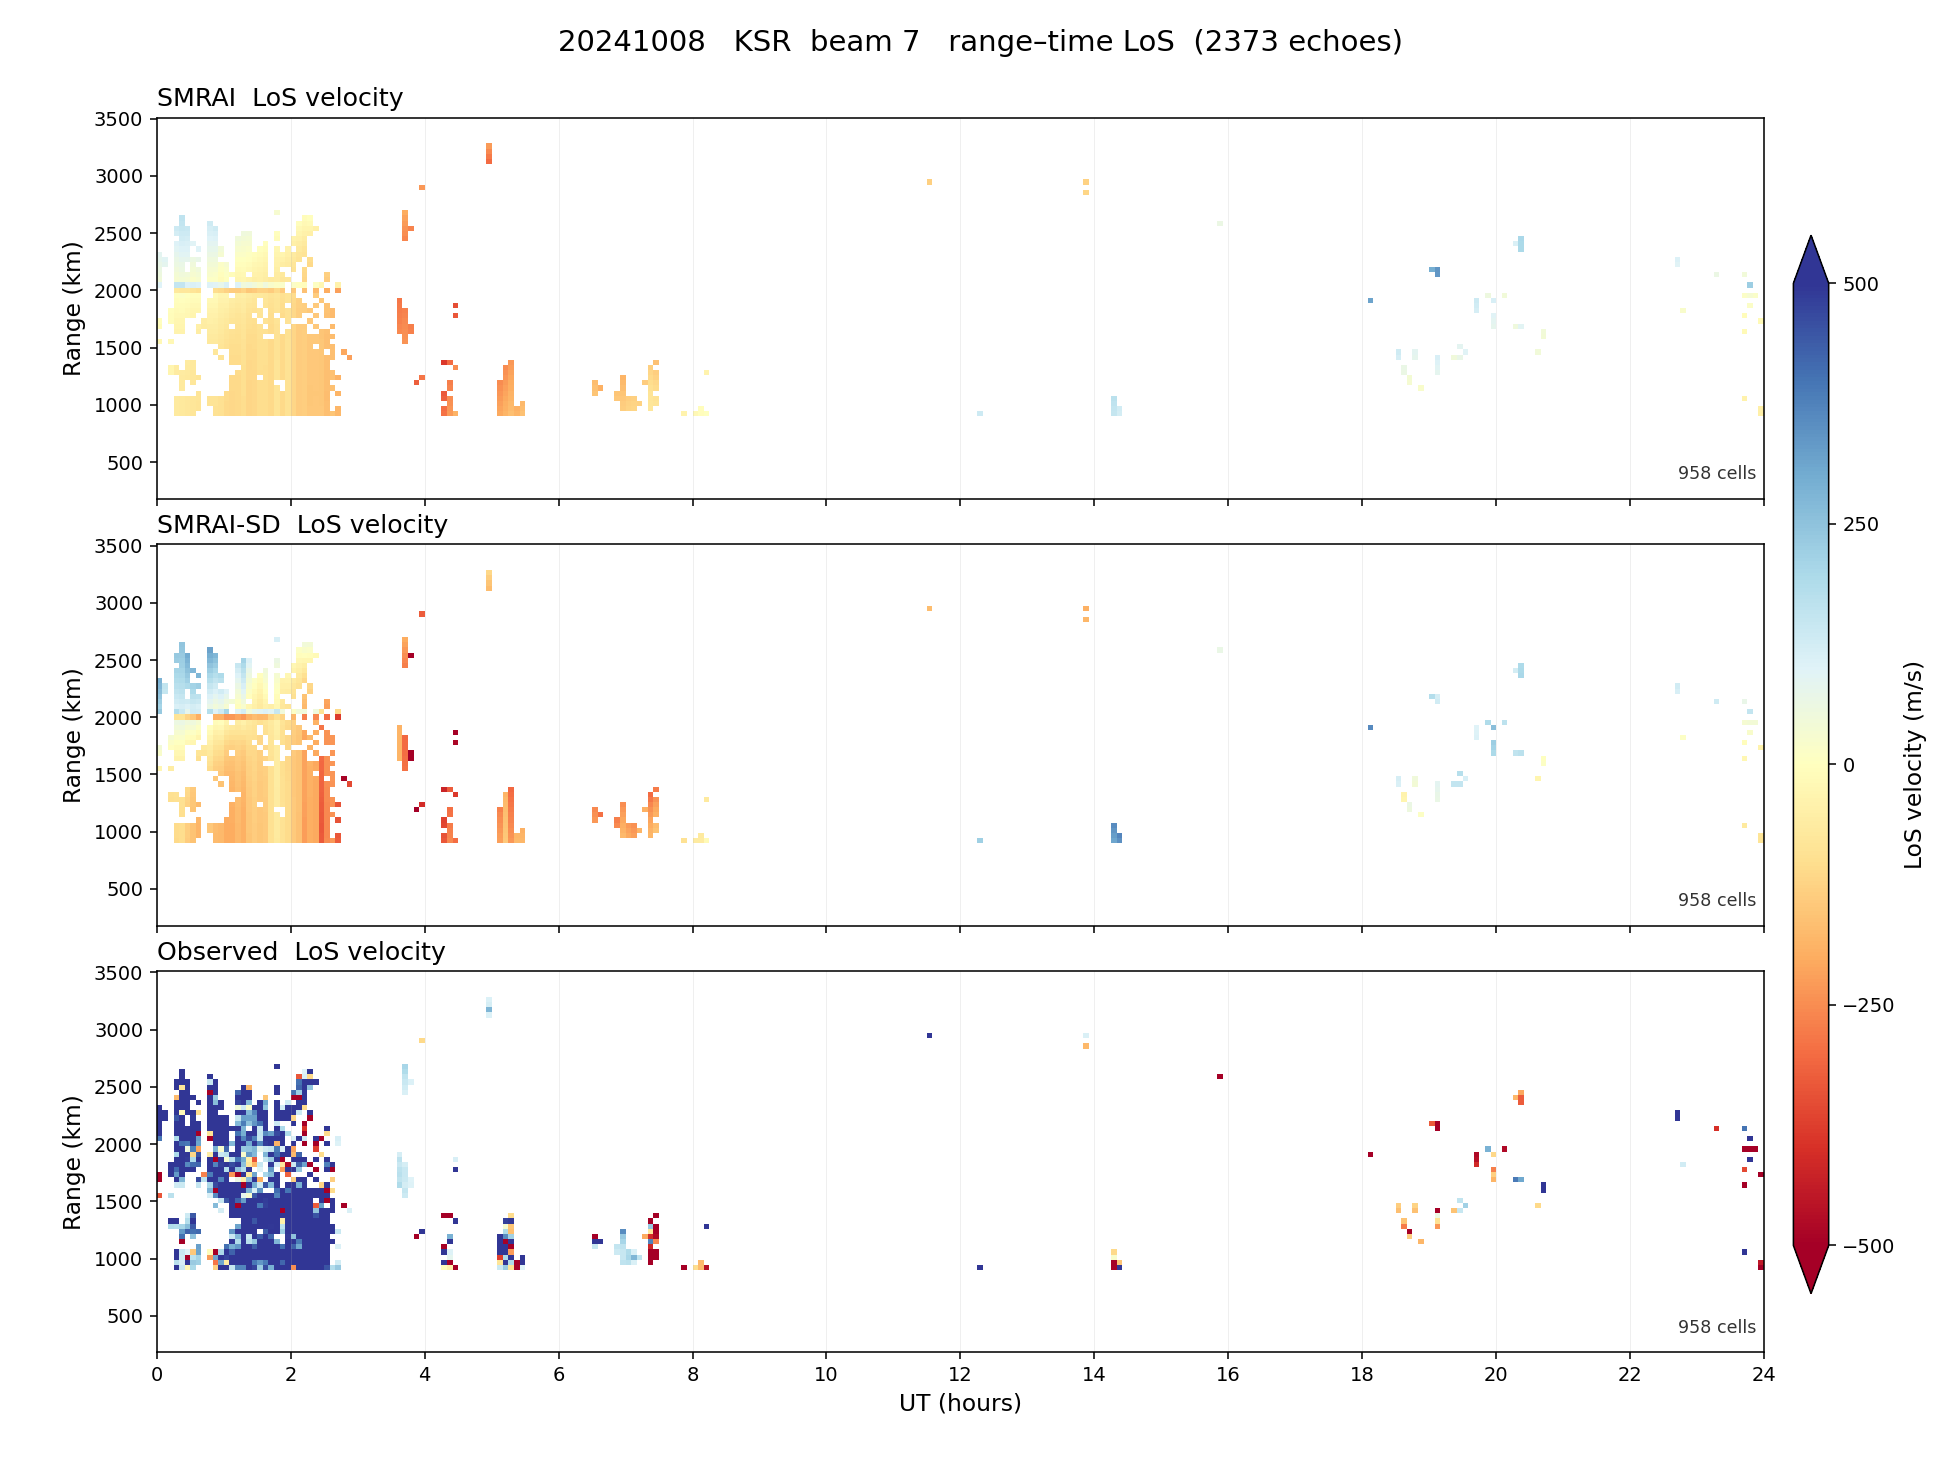 20241008   KSR  beam 7   range–time LoS  (2373 echoes)
SMRAI  LoS velocity
3500
3000
2500
2000
1500
1000
500
Range (km)
958 cells
SMRAI-SD  LoS velocity
3500
3000
2500
2000
1500
1000
500
Range (km)
958 cells
Observed  LoS velocity
3500
3000
2500
2000
1500
1000
500
Range (km)
958 cells
0 2 4 6 8 10 12 14 16 18 20 22 24
UT (hours)
500
250
0
−250
−500
LoS velocity (m/s)